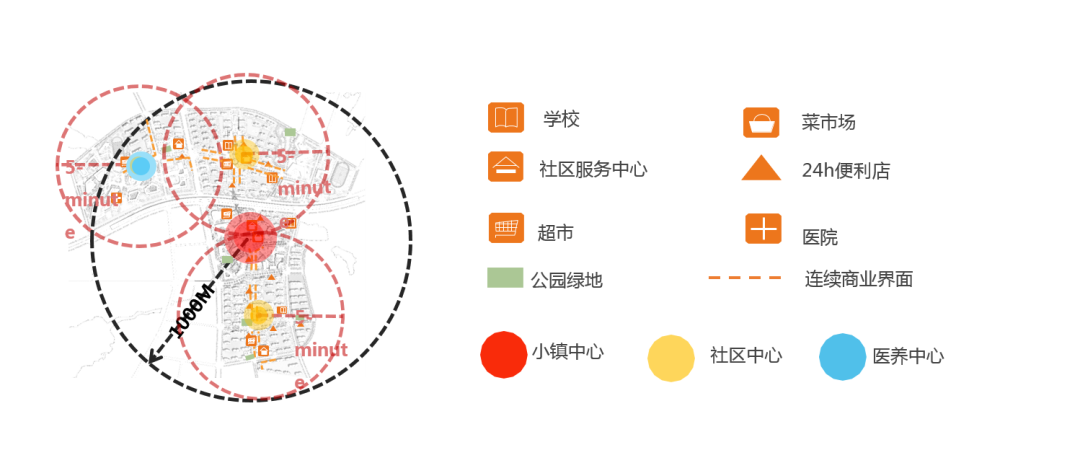 5-
minut
e
5-
minut
e
1000M
5-
minut
e
学校
菜市场
社区服务中心
24h便利店
超市
医院
公园绿地
连续商业界面
小镇中心
社区中心
医养中心